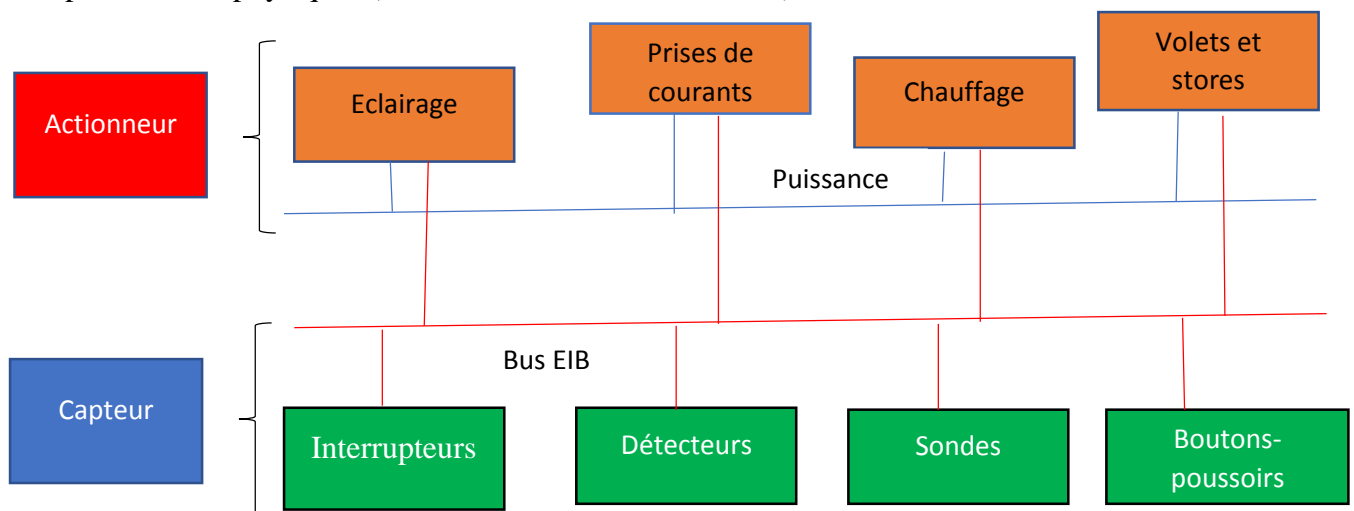 Prises de
courants
Volets et
stores
Eclairage
Chauffage
Actionneur
Puissance
Bus EIB
Capteur
Interrupteurs
Détecteurs
Sondes
Boutons-
poussoirs